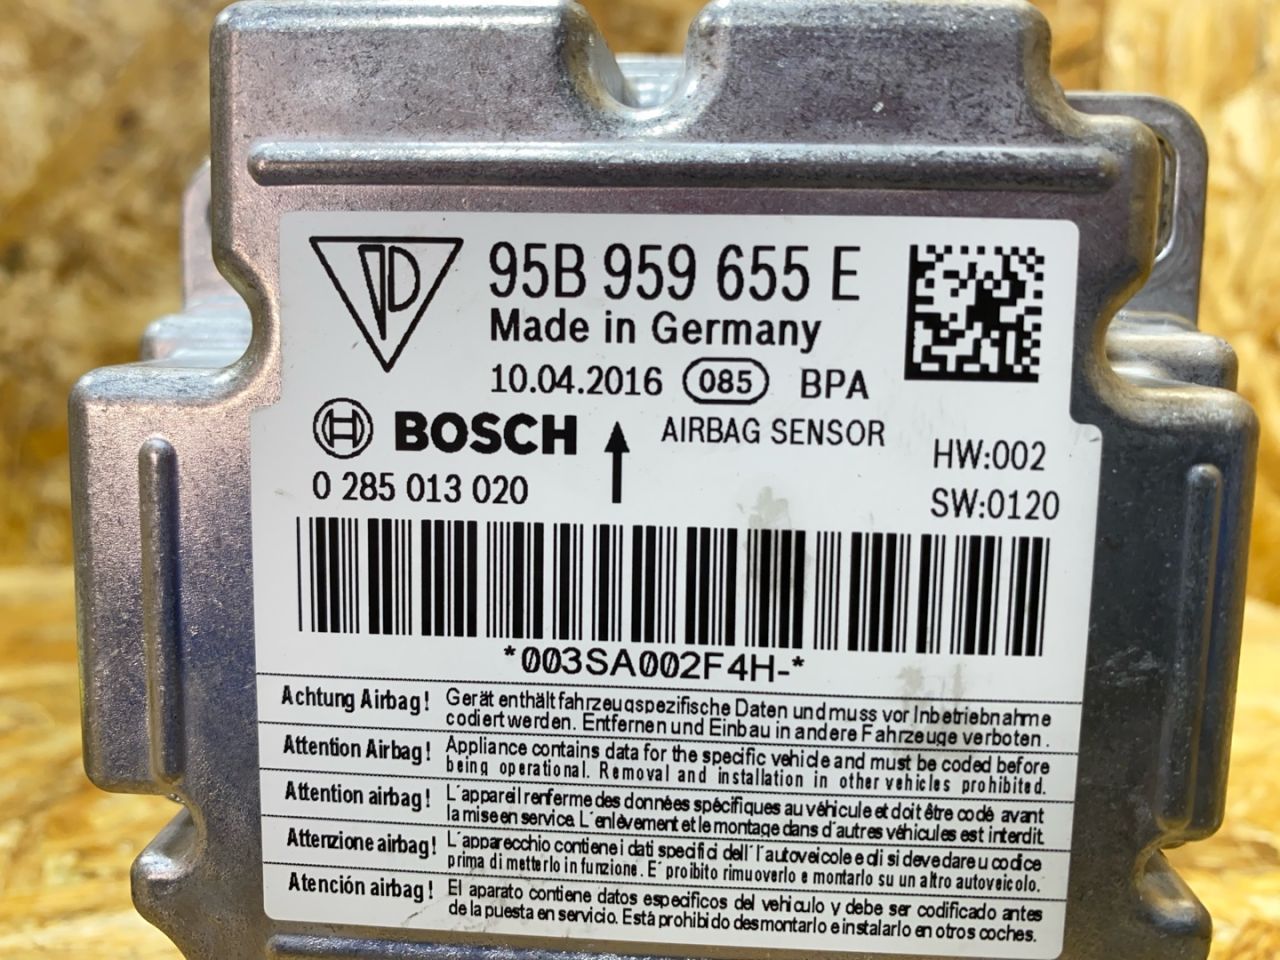 95B 959 655 E
Made in Germany
10.04.2016 085 BPA
BOSCH AIRBAG SENSOR
0 285 013 020
HW:002
SW:0120
*003SA002F4H-*
Achtung Airbag! Gerät enthält fahrzeugspezifische Daten und muss vor Inbetriebnahme
codiert werden. Entfernen und Einbau in andere Fahrzeuge verboten.
Attention Airbag! Appliance contains data for the specific vehicle and must be coded before
being operational. Removal and installation in other vehicles prohibited.
Attention airbag! L'appareil renferme des données spécifiques au véhicule et doit être codé avant
la mise en service. L'enlèvement et le montage dans d'autres véhicules est interdit.
Attenzione airbag! L'apparecchio contiene i dati specifici dell'l'autoveicolo e di si deve dare u codice
prima di metterlo in funzione. E' proibito rimuoverlo e montarlo su un altro autoveicolo.
Atención airbag! El aparato contiene datos especificos del vehículo y debe ser codificado antes
de la puesta en servicio. Está prohibido desmontarlo e instalarlo en otros coches.